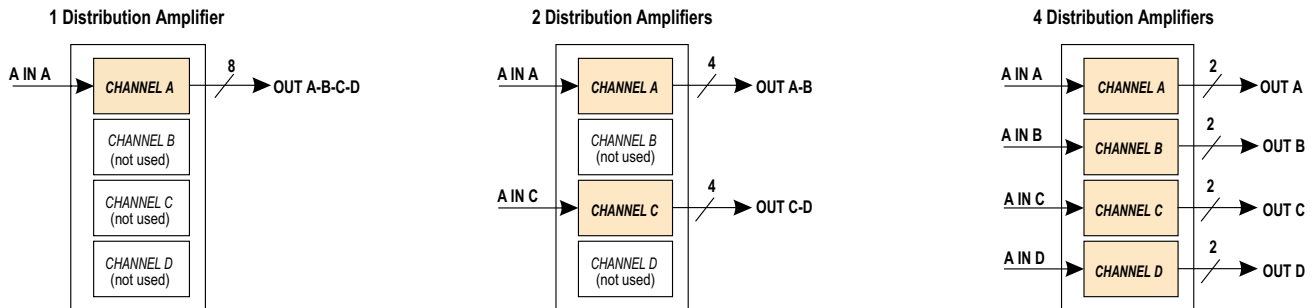 1 Distribution Amplifier
A IN A
CHANNEL A
8
OUT A-B-C-D
CHANNEL B
(not used)
CHANNEL C
(not used)
CHANNEL D
(not used)
2 Distribution Amplifiers
A IN A
CHANNEL A
4
OUT A-B
CHANNEL B
(not used)
A IN C
CHANNEL C
4
OUT C-D
CHANNEL D
(not used)
4 Distribution Amplifiers
A IN A
CHANNEL A
2
OUT A
A IN B
CHANNEL B
2
OUT B
A IN C
CHANNEL C
2
OUT C
A IN D
CHANNEL D
2
OUT D